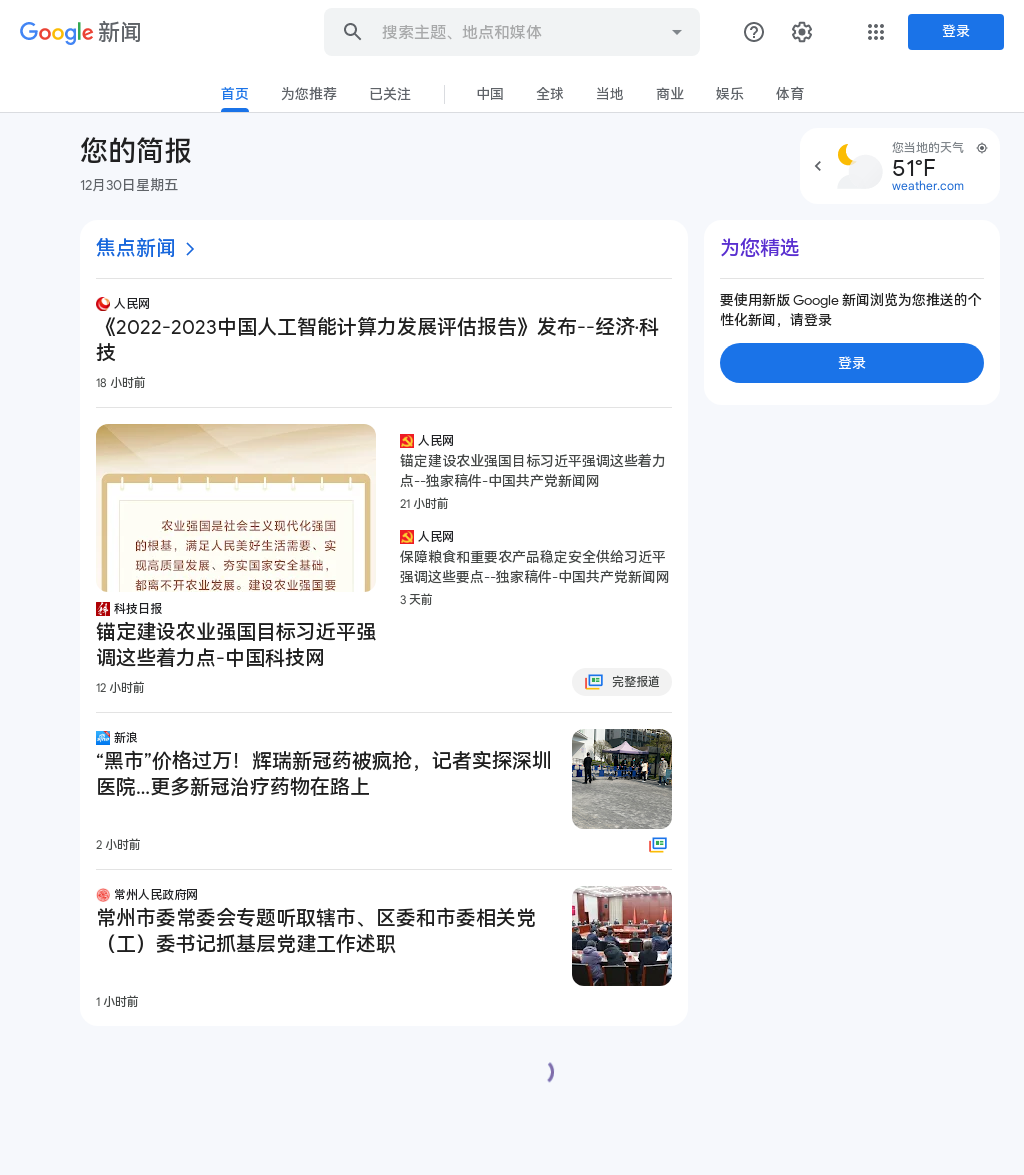 Google 新闻
搜索主题、地点和媒体
登录
首页
为您推荐
已关注
中国
全球
当地
商业
娱乐
体育
您的简报
12月30日星期五
您当地的天气
51°F
weather.com
焦点新闻
人民网
《2022-2023中国人工智能计算力发展评估报告》发布--经济·科
技
18 小时前
农业强国是社会主义现代化强国
的根基，满足人民美好生活需要、实
现高质量发展、夯实国家安全基础，
都离不开农业发展。建设农业强国要
科技日报
锚定建设农业强国目标习近平强
调这些着力点-中国科技网
12 小时前
人民网
锚定建设农业强国目标习近平强调这些着力
点--独家稿件-中国共产党新闻网
21 小时前
人民网
保障粮食和重要农产品稳定安全供给习近平
强调这些要点--独家稿件-中国共产党新闻网
3 天前
完整报道
新浪
“黑市”价格过万！辉瑞新冠药被疯抢，记者实探深圳
医院...更多新冠治疗药物在路上
2 小时前
常州人民政府网
常州市委常委会专题听取辖市、区委和市委相关党
（工）委书记抓基层党建工作述职
1 小时前
为您精选
要使用新版 Google 新闻浏览为您推送的个
性化新闻，请登录
登录